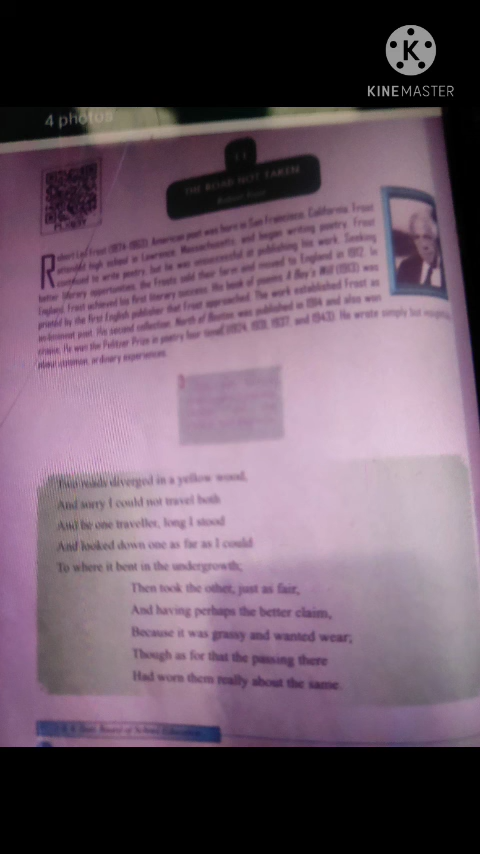 KINEMASTER
4 photos
11
THE ROAD NOT TAKEN
Robert Frost
Robert Lee Frost (1874-1963), American poet was born in San Francisco, California. Frost
attended high school in Lawrence, Massachusetts, and began writing poetry. Frost
continued to write poetry, but he was unsuccessful at publishing his work. Seeking
better literary opportunities, the Frosts sold their farm and moved to England in 1912. In
England, Frost achieved his first literary success. His book of poems A Boy's Will (1913) was
printed by the first English publisher that Frost approached. The work established Frost as
poet. His second collection, North of Boston was published in 1914 and also won
He won the Pulitzer Prize in poetry four times (1924, 1931, 1937, and 1943). He wrote simply but
about common, ordinary experiences.
Two roads diverged in a yellow wood,
And sorry I could not travel both
And be one traveller, long I stood
And looked down one as far as I could
To where it bent in the undergrowth;
Then took the other, just as fair,
And having perhaps the better claim,
Because it was grassy and wanted wear;
Though as for that the passing there
Had worn them really about the same.
Board of School Education